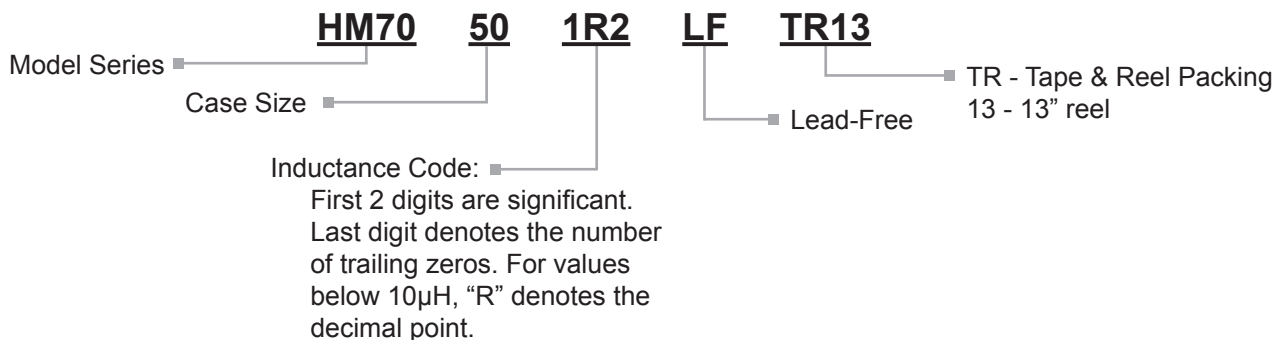 HM70 50 1R2 LF TR13
Model Series
Case Size
TR - Tape & Reel Packing
13 - 13” reel
Lead-Free
Inductance Code:
First 2 digits are significant.
Last digit denotes the number
of trailing zeros. For values
below 10µH, “R” denotes the
decimal point.